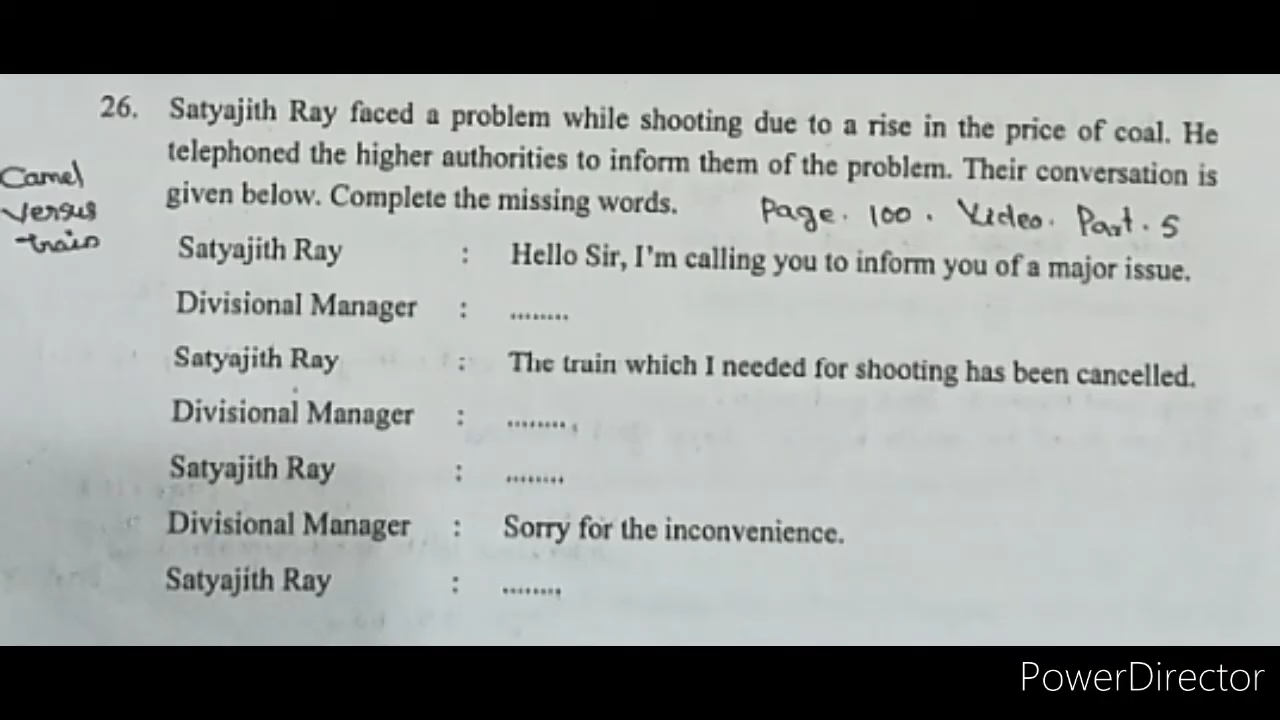 26. Satyajith Ray faced a problem while shooting due to a rise in the price of coal. He
telephoned the higher authorities to inform them of the problem. Their conversation is
given below. Complete the missing words. Page. 100. Video. Part. 5
Camel
Versus
train
Satyajith Ray : Hello Sir, I'm calling you to inform you of a major issue.
Divisional Manager : ........
Satyajith Ray : The train which I needed for shooting has been cancelled.
Divisional Manager : ........
Satyajith Ray : ........
Divisional Manager : Sorry for the inconvenience.
Satyajith Ray : ........
PowerDirector